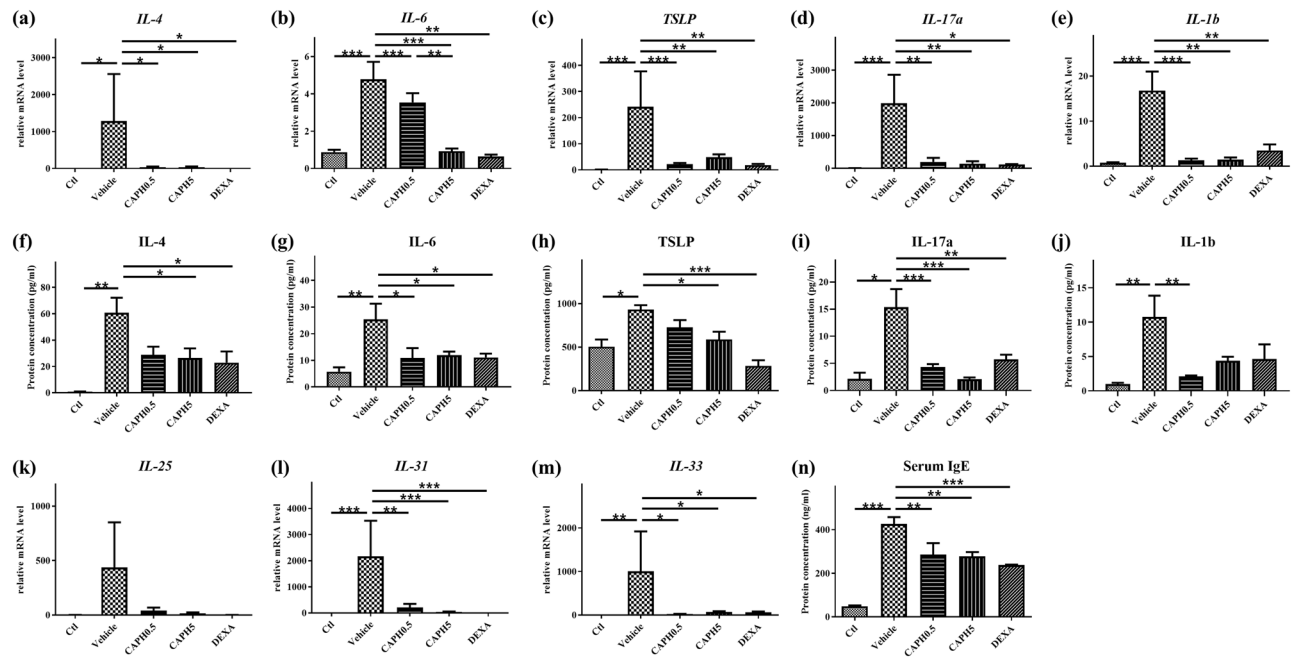 (a) IL-4
relative mRNA level
3000
2000
1000
0
* * * *
Ctl Vehicle CAPH0.5 CAPH5 DEXA
(b) IL-6
relative mRNA level
6
4
2
0
** *** *** *** **
Ctl Vehicle CAPH0.5 CAPH5 DEXA
(c) TSLP
relative mRNA level
400
300
200
100
0
** ** *** ***
Ctl Vehicle CAPH0.5 CAPH5 DEXA
(d) IL-17a
relative mRNA level
3000
2000
1000
0
* ** *** **
Ctl Vehicle CAPH0.5 CAPH5 DEXA
(e) IL-1b
relative mRNA level
20
10
0
** ** *** ***
Ctl Vehicle CAPH0.5 CAPH5 DEXA
(f) IL-4
Protein concentration (pg/ml)
80
60
40
20
0
* * **
Ctl Vehicle CAPH0.5 CAPH5 DEXA
(g) IL-6
Protein concentration (pg/ml)
40
30
20
10
0
* * ** *
Ctl Vehicle CAPH0.5 CAPH5 DEXA
(h) TSLP
Protein concentration (pg/ml)
1000
500
0
*** * *
Ctl Vehicle CAPH0.5 CAPH5 DEXA
(i) IL-17a
Protein concentration (pg/ml)
20
15
10
5
0
** *** * ***
Ctl Vehicle CAPH0.5 CAPH5 DEXA
(j) IL-1b
Protein concentration (pg/ml)
15
10
5
0
** **
Ctl Vehicle CAPH0.5 CAPH5 DEXA
(k) IL-25
relative mRNA level
1000
500
0
Ctl Vehicle CAPH0.5 CAPH5 DEXA
(l) IL-31
relative mRNA level
4000
3000
2000
1000
0
*** *** *** **
Ctl Vehicle CAPH0.5 CAPH5 DEXA
(m) IL-33
relative mRNA level
2000
1000
0
* * ** *
Ctl Vehicle CAPH0.5 CAPH5 DEXA
(n) Serum IgE
Protein concentration (ng/ml)
400
200
0
*** ** *** **
Ctl Vehicle CAPH0.5 CAPH5 DEXA